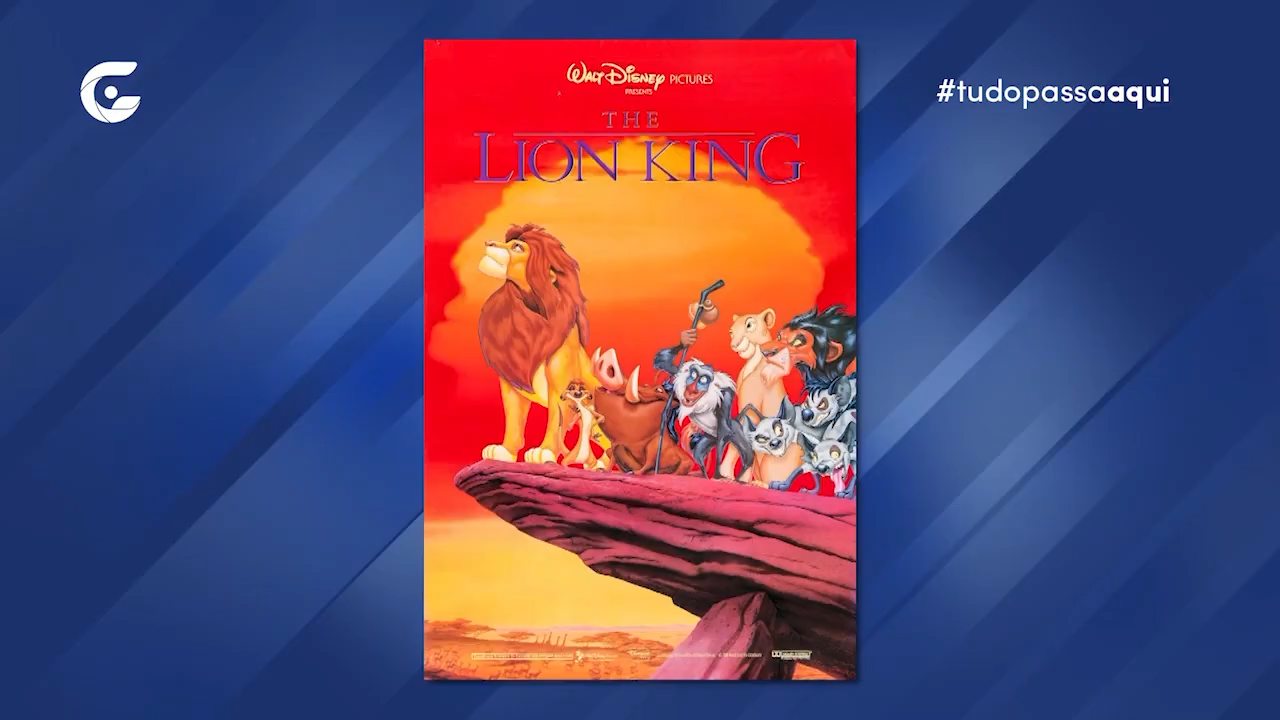 #tudopassaaqui
WALT DISNEY PICTURES
PRESENTS
THE
LION KING